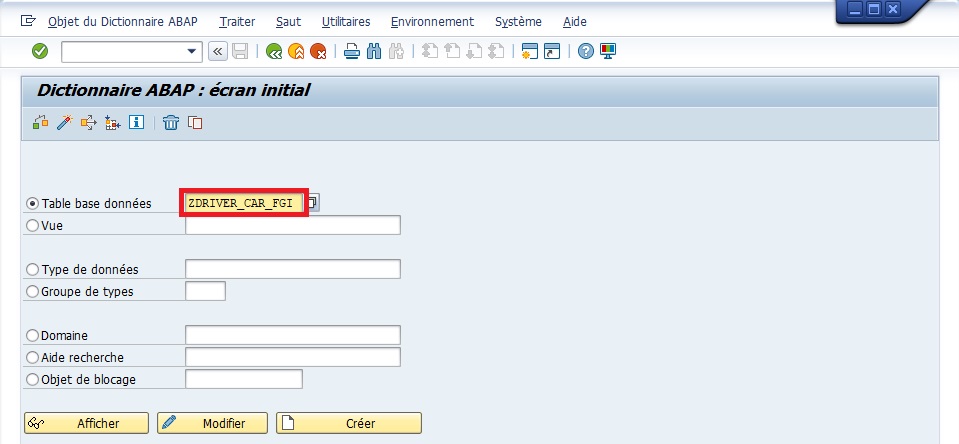 Objet du Dictionnaire ABAP Traiter Saut Utilitaires Environnement Système Aide
Dictionnaire ABAP : écran initial
Table base données ZDRIVER_CAR_FGI
Vue
Type de données
Groupe de types
Domaine
Aide recherche
Objet de blocage
Afficher Modifier Créer